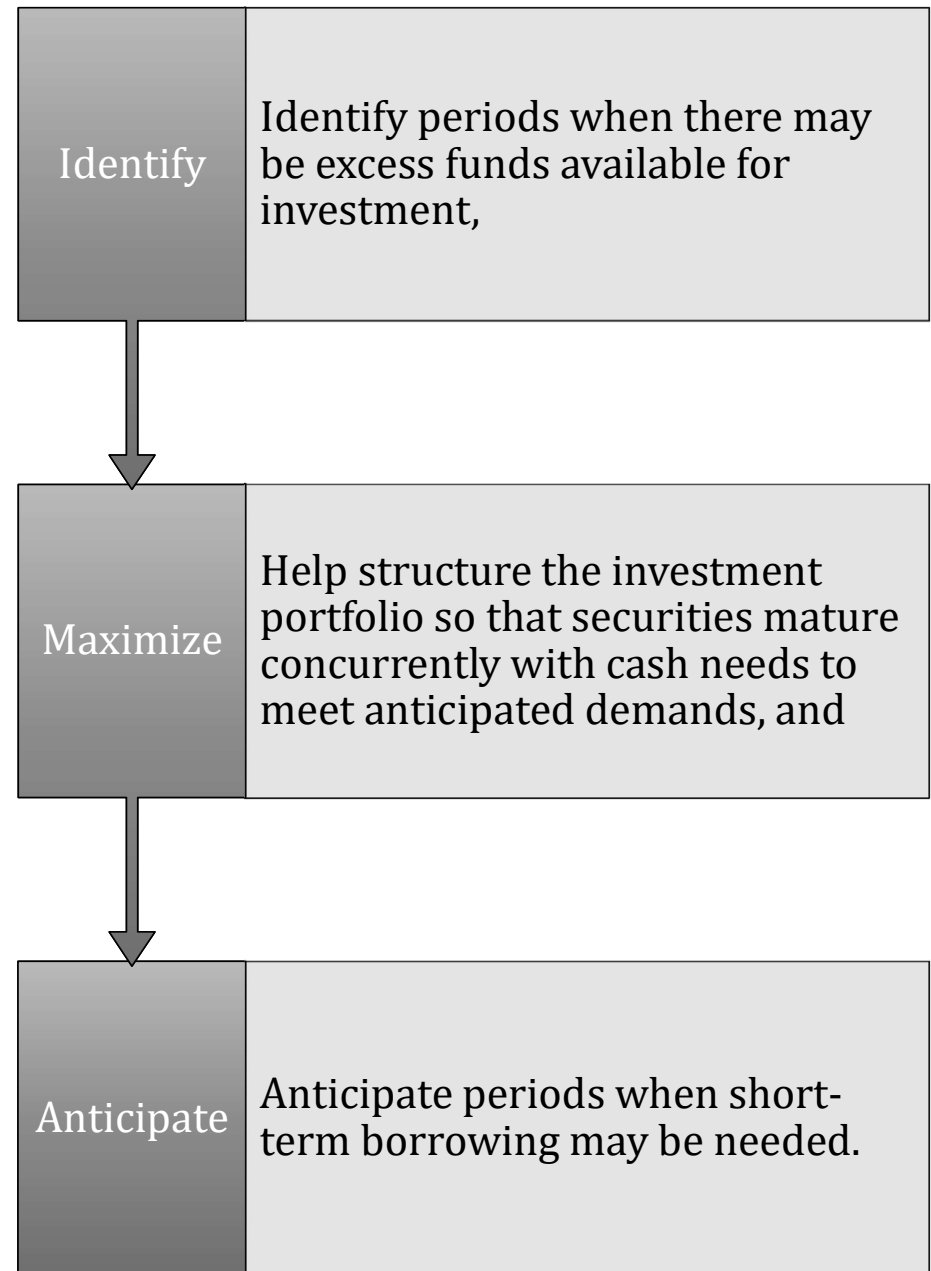 Identify
Identify periods when there may
be excess funds available for
investment,
Maximize
Help structure the investment
portfolio so that securities mature
concurrently with cash needs to
meet anticipated demands, and
Anticipate
Anticipate periods when short-
term borrowing may be needed.